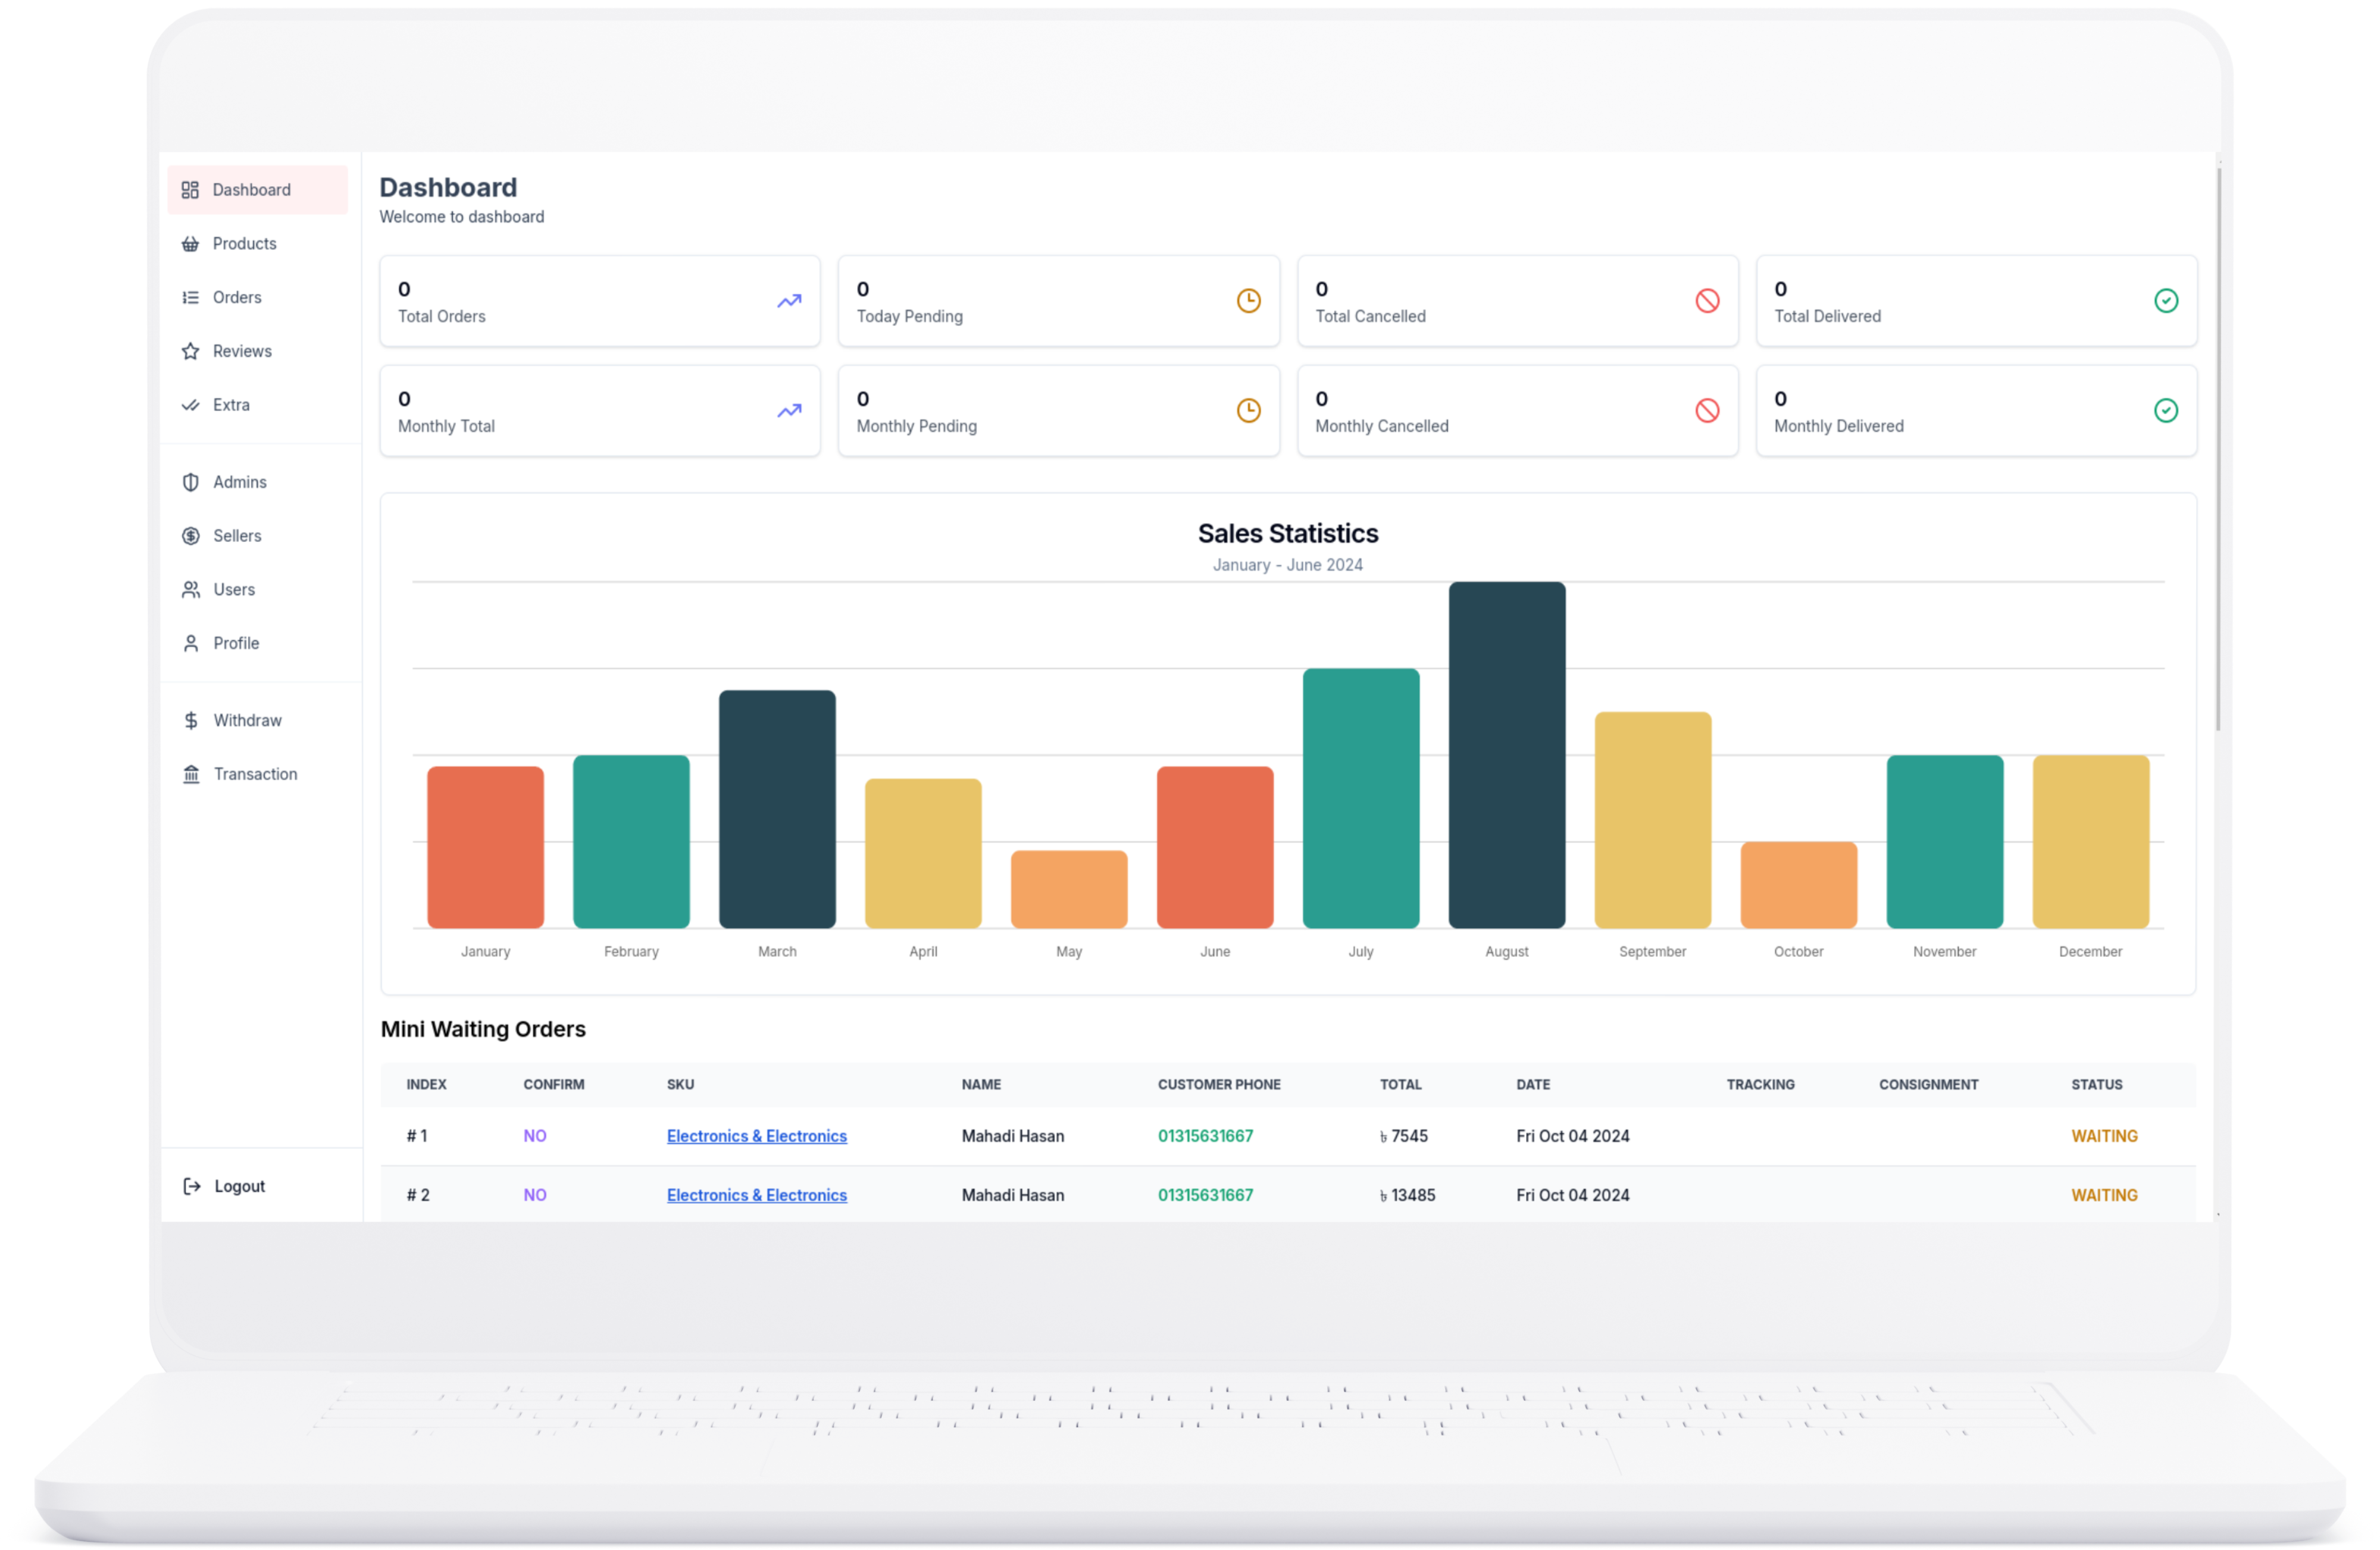 Dashboard
Products
Orders
Reviews
Extra
Admins
Sellers
Users
Profile
Withdraw
Transaction
Logout
Dashboard
Welcome to dashboard
0
Total Orders
0
Today Pending
0
Total Cancelled
0
Total Delivered
0
Monthly Total
0
Monthly Pending
0
Monthly Cancelled
0
Monthly Delivered
Sales Statistics
January - June 2024
January February March April May June July August September October November December
Mini Waiting Orders
INDEX CONFIRM SKU NAME CUSTOMER PHONE TOTAL DATE TRACKING CONSIGNMENT STATUS
# 1 NO Electronics & Electronics Mahadi Hasan 01315631667 ৳ 7545 Fri Oct 04 2024 WAITING
# 2 NO Electronics & Electronics Mahadi Hasan 01315631667 ৳ 13485 Fri Oct 04 2024 WAITING